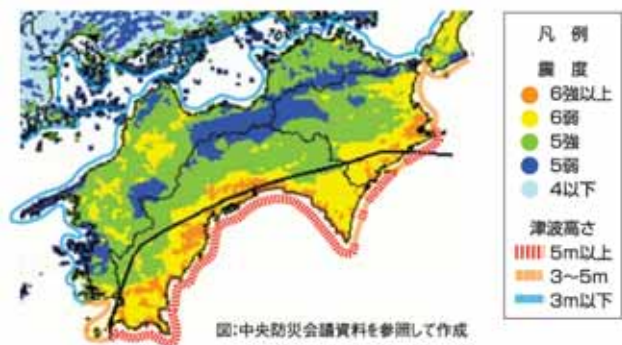 凡 例
震 度
6強以上
6弱
5強
5弱
4以下
津波高さ
5m以上
3～5m
3m以下
図:中央防災会議資料を参照して作成